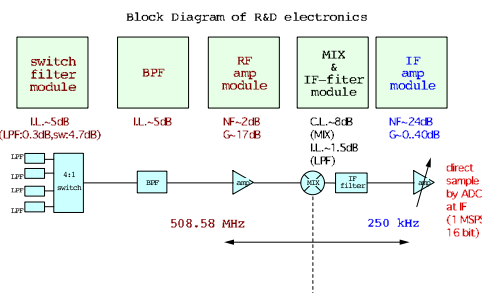 Block Diagram of R&D electronics
switch
filter
module
BPF
RF
amp
module
MIX
&
IF-fiter
module
IF
amp
module
I.L.~5dB
(LPF:0.3dB,sw:4.7dB)
I.L.~5dB
NF~2dB
G~17dB
C.L.~8dB
(MIX)
I.L.~1.5dB
(LPF)
NF~24dB
G~0..40dB
LPF
LPF
LPF
LPF
4:1
switch
BPF
amp
MIX
IF
filter
amp
direct
sample
by ADC
at IF
(1 MSPS
16 bit)
508.58 MHz
250 kHz